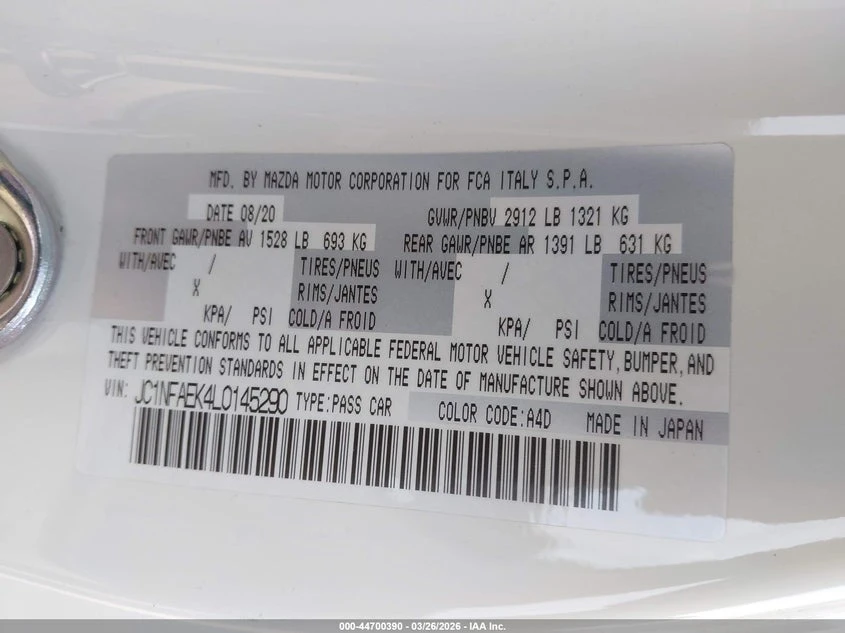 MFD. BY MAZDA MOTOR CORPORATION FOR FCA ITALY S.P.A.
DATE 08/20 GVWR/PNBV 2912 LB 1321 KG
FRONT GAWR/PNBE AV 1528 LB 693 KG REAR GAWR/PNBE AR 1391 LB 631 KG
WITH/AVEC / TIRES/PNEUS WITH/AVEC / TIRES/PNEUS
X RIMS/JANTES X RIMS/JANTES
KPA/ PSI COLD/A FROID KPA/ PSI COLD/A FROID
THIS VEHICLE CONFORMS TO ALL APPLICABLE FEDERAL MOTOR VEHICLE SAFETY, BUMPER, AND
THEFT PREVENTION STANDARDS IN EFFECT ON THE DATE OF MANUFACTURE SHOWN ABOVE.
VIN: JC1NFAEK4L0145290 TYPE:PASS CAR COLOR CODE:A4D MADE IN JAPAN
000-44700390 - 03/26/2026 - IAA Inc.